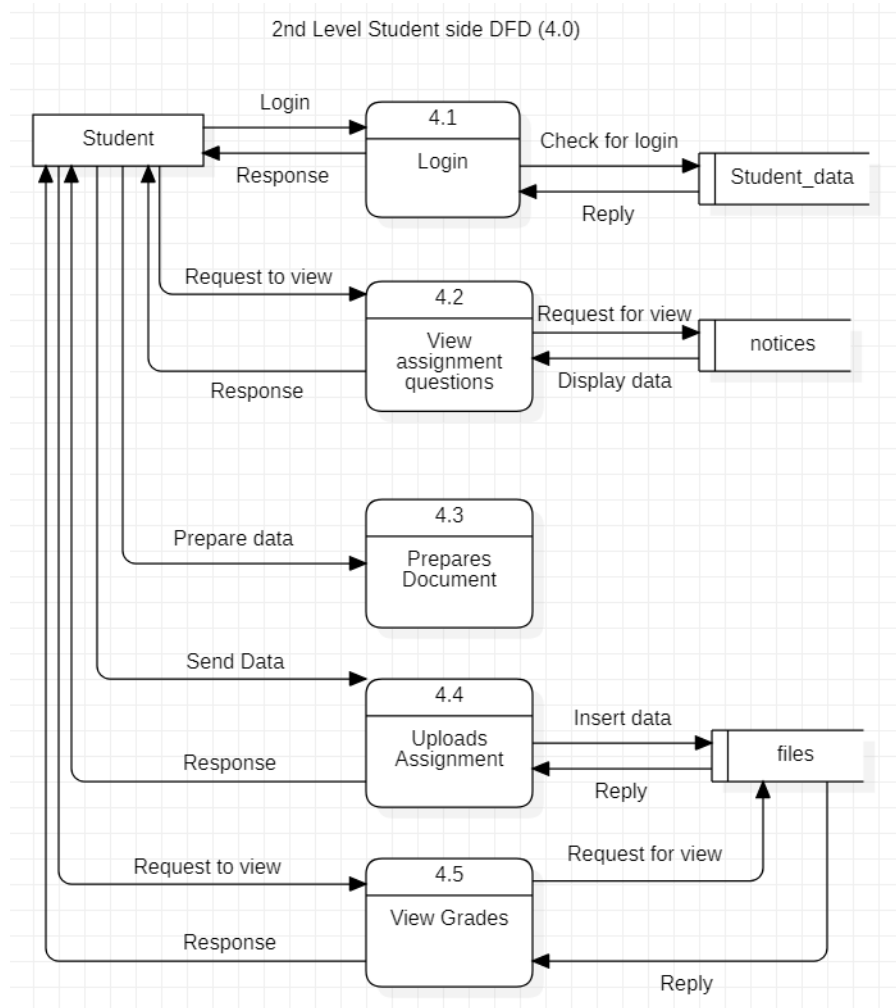 2nd Level Student side DFD (4.0)
Student
Login
Response
4.1
Login
Check for login
Reply
Student_data
Request to view
Response
4.2
View
assignment
questions
Request for view
Display data
notices
Prepare data
4.3
Prepares
Document
Send Data
Response
4.4
Uploads
Assignment
Insert data
Reply
files
Request to view
Response
4.5
View Grades
Request for view
Reply